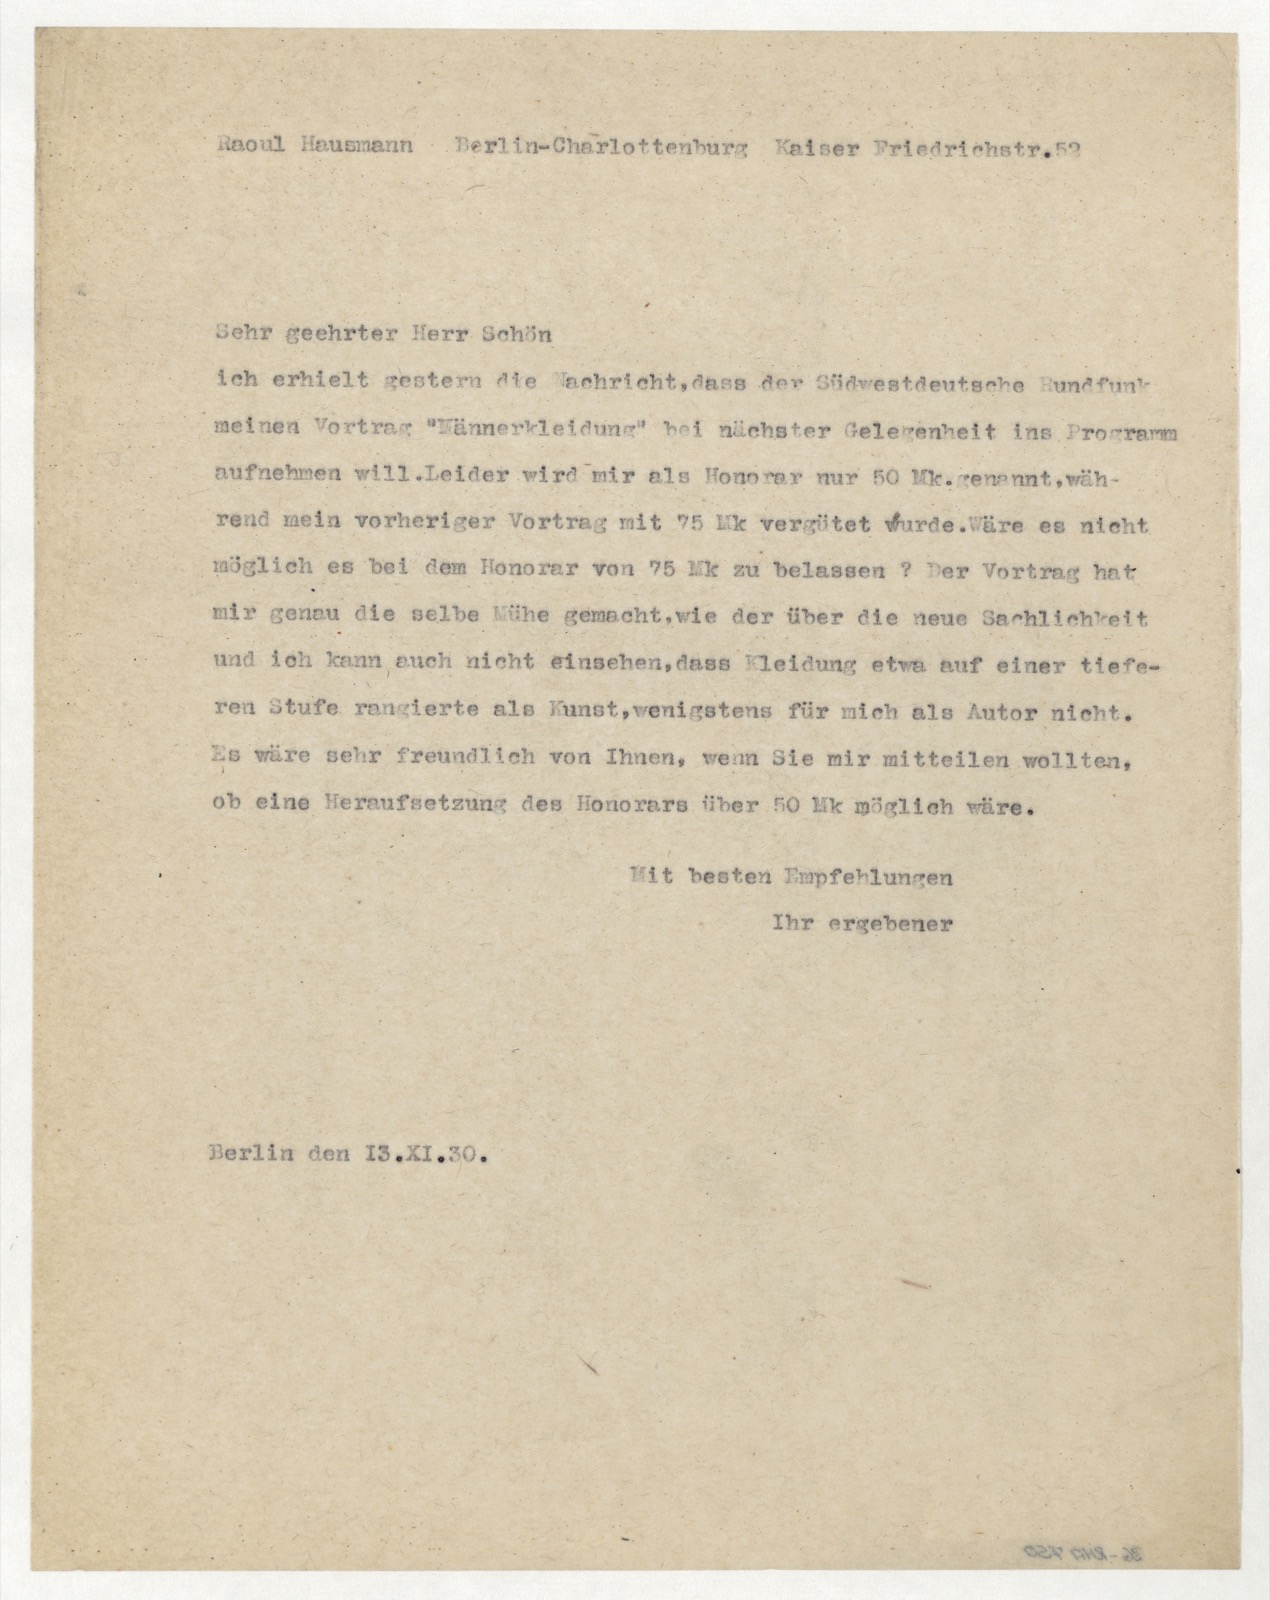 Raoul Hausmann Berlin-Charlottenburg Kaiser Friedrichstr.52
Sehr geehrter Herr Schön
ich erhielt gestern die Nachricht,dass der Südwestdeutsche Rundfunk
meinen Vortrag "Männerkleidung" bei nächster Gelegenheit ins Programm
aufnehmen will.Leider wird mir als Honorar nur 50 Mk.genannt,wäh-
rend mein vorheriger Vortrag mit 75 Mk vergütet wurde.Wäre es nicht
möglich es bei dem Honorar von 75 Mk zu belassen ? Der Vortrag hat
mir genau die selbe Mühe gemacht,wie der über die neue Sachlichkeit
und ich kann auch nicht einsehen,dass Kleidung etwa auf einer tiefe-
ren Stufe rangierte als Kunst,wenigstens für mich als Autor nicht.
Es wäre sehr freundlich von Ihnen, wenn Sie mir mitteilen wollten,
ob eine Heraufsetzung des Honorars über 50 Mk möglich wäre.
Mit besten Empfehlungen
Ihr ergebener
Berlin den I3.XI.30.